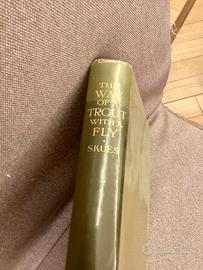 THE
WAY
OF A
TROUT
WITH A
FLY
SKUES